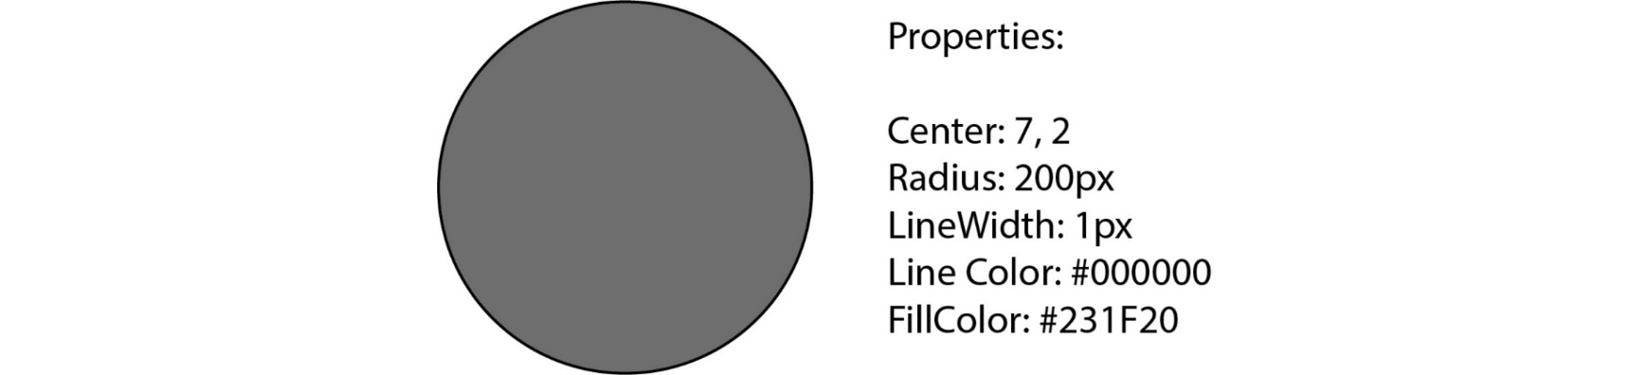 Properties:
Center: 7, 2
Radius: 200px
LineWidth: 1px
Line Color: #000000
FillColor: #231F20